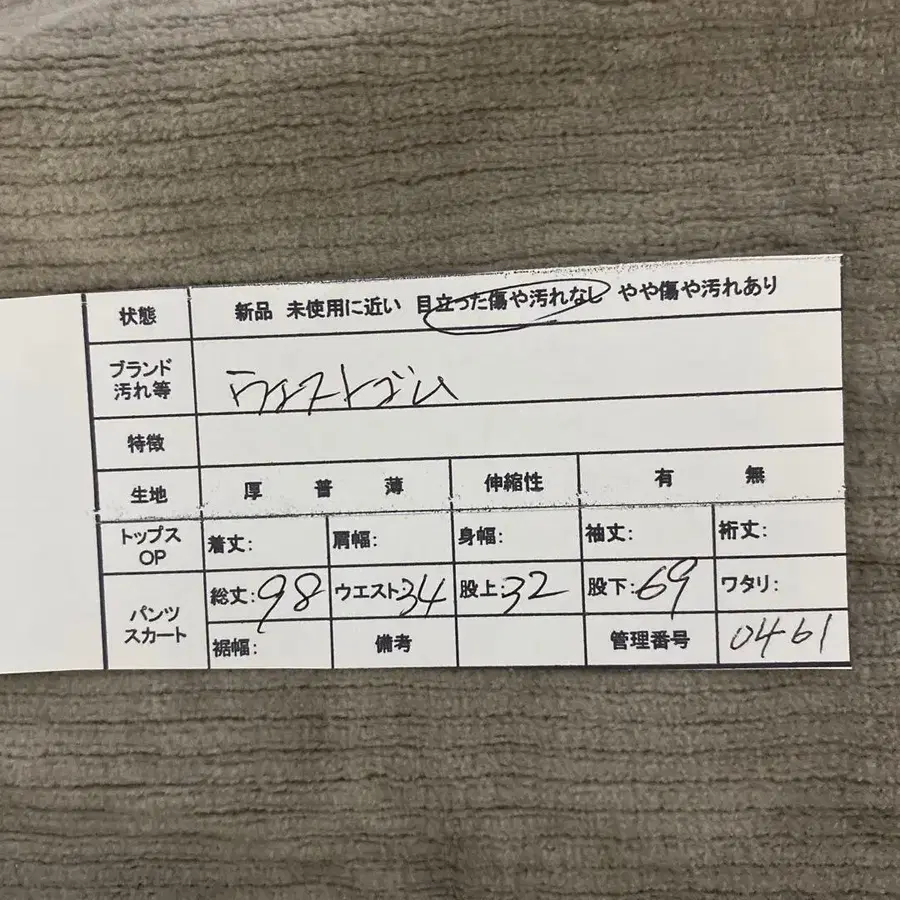 状態 新品 未使用に近い 目立った傷や汚れなし やや傷や汚れあり
ブランド
汚れ等 ウエストゴム
特徴
生地 厚 普 薄 伸縮性 有 無
トップス
OP 着丈: 肩幅: 身幅: 袖丈: 裄丈:
パンツ
スカート 総丈:98 ウエスト34 股上:32 股下:69 ワタリ:
裾幅: 備考 管理番号 0461